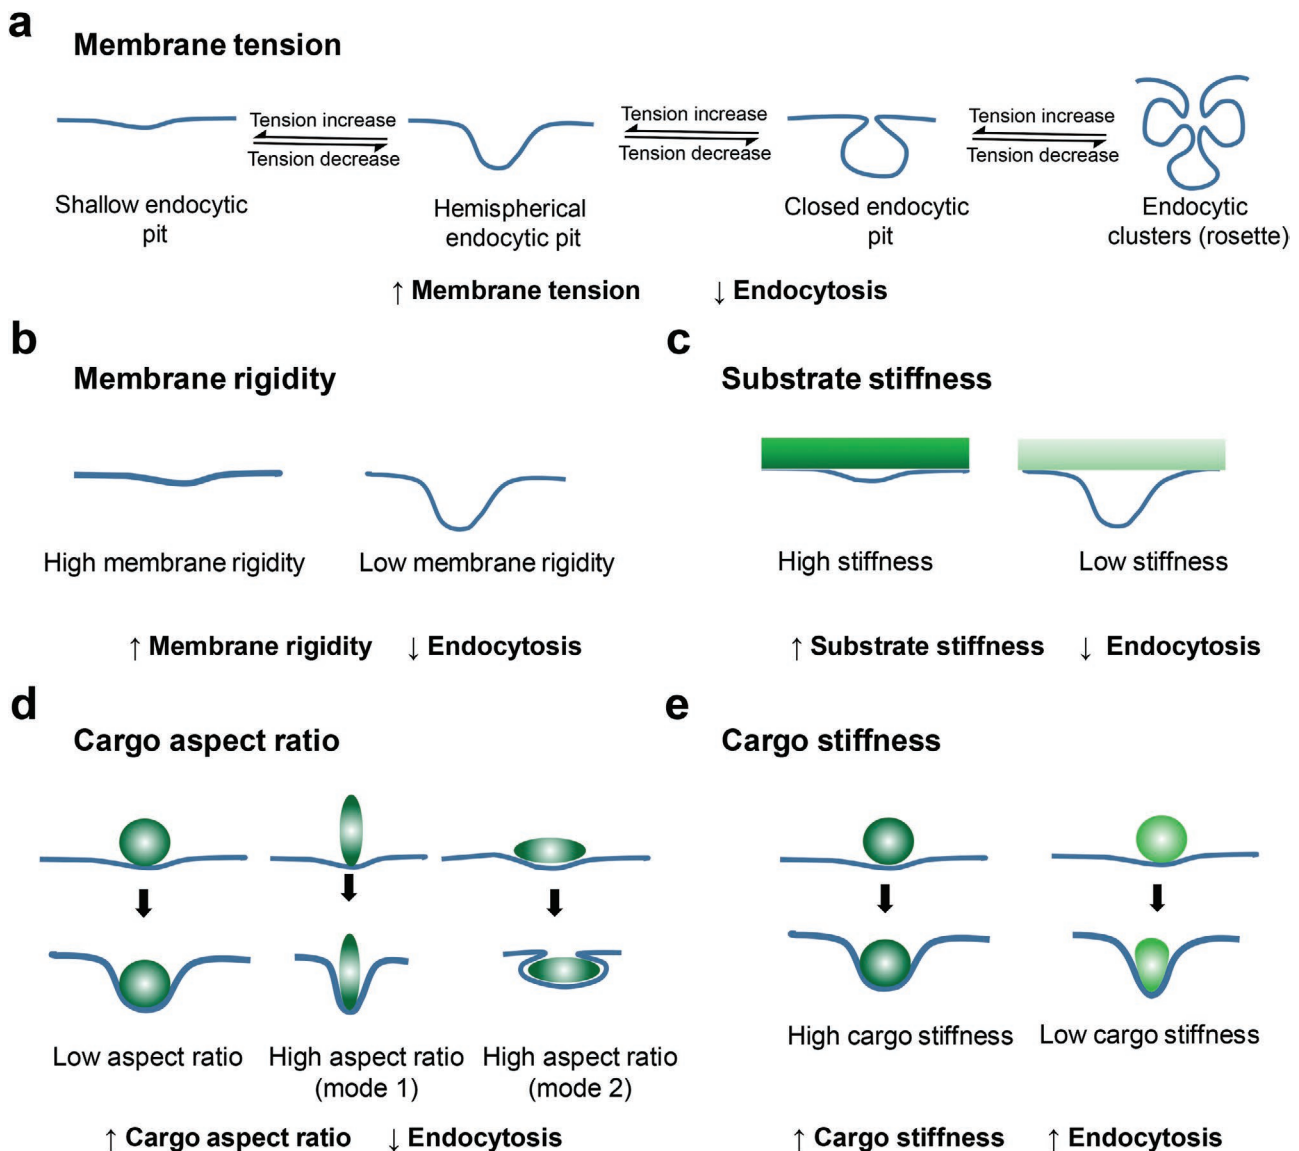 a
Membrane tension
Tension increase
Tension decrease
Tension increase
Tension decrease
Tension increase
Tension decrease
Shallow endocytic
pit
Hemispherical
endocytic pit
Closed endocytic
pit
Endocytic
clusters (rosette)
↑ Membrane tension ↓ Endocytosis
b
Membrane rigidity
High membrane rigidity
Low membrane rigidity
↑ Membrane rigidity ↓ Endocytosis
c
Substrate stiffness
High stiffness
Low stiffness
↑ Substrate stiffness ↓ Endocytosis
d
Cargo aspect ratio
Low aspect ratio
High aspect ratio
(mode 1)
High aspect ratio
(mode 2)
↑ Cargo aspect ratio ↓ Endocytosis
e
Cargo stiffness
High cargo stiffness
Low cargo stiffness
↑ Cargo stiffness ↑ Endocytosis